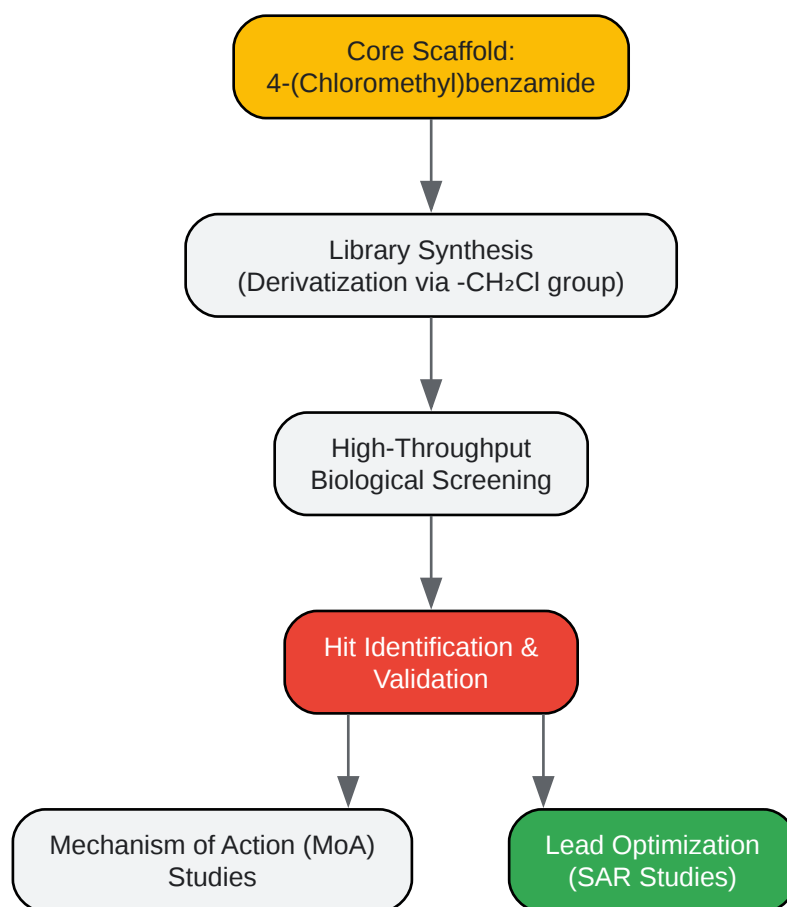 Core Scaffold:
4-(Chloromethyl)benzamide
Library Synthesis
(Derivatization via -CH₂Cl group)
High-Throughput
Biological Screening
Hit Identification &
Validation
Mechanism of Action (MoA)
Studies
Lead Optimization
(SAR Studies)